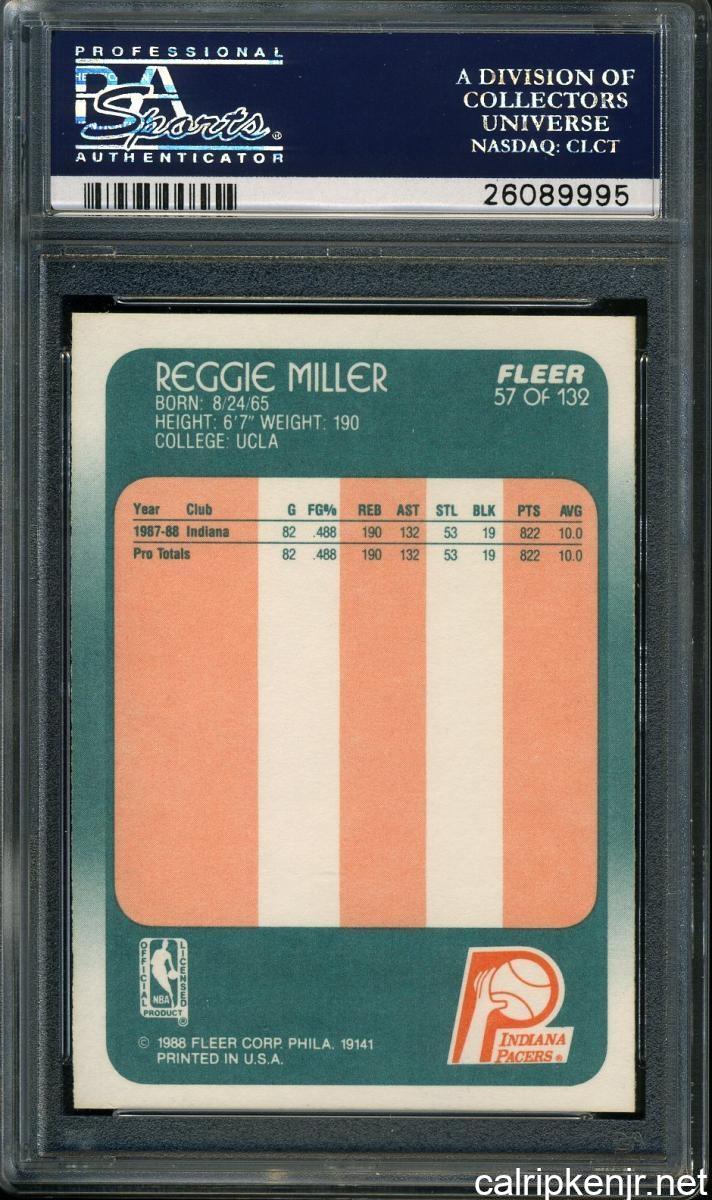 PROFESSIONAL
PSA
Sports®
AUTHENTICATOR
A DIVISION OF
COLLECTORS
UNIVERSE
NASDAQ: CLCT
26089995
REGGIE MILLER
BORN: 8/24/65
HEIGHT: 6'7" WEIGHT: 190
COLLEGE: UCLA
FLEER
57 OF 132
Year Club G FG% REB AST STL BLK PTS AVG
1987-88 Indiana 82 .488 190 132 53 19 822 10.0
Pro Totals 82 .488 190 132 53 19 822 10.0
OFFICIAL
LICENSED
NBA
PRODUCT®
© 1988 FLEER CORP. PHILA. 19141
PRINTED IN U.S.A.
INDIANA
PACERS®
calripkenjr.net